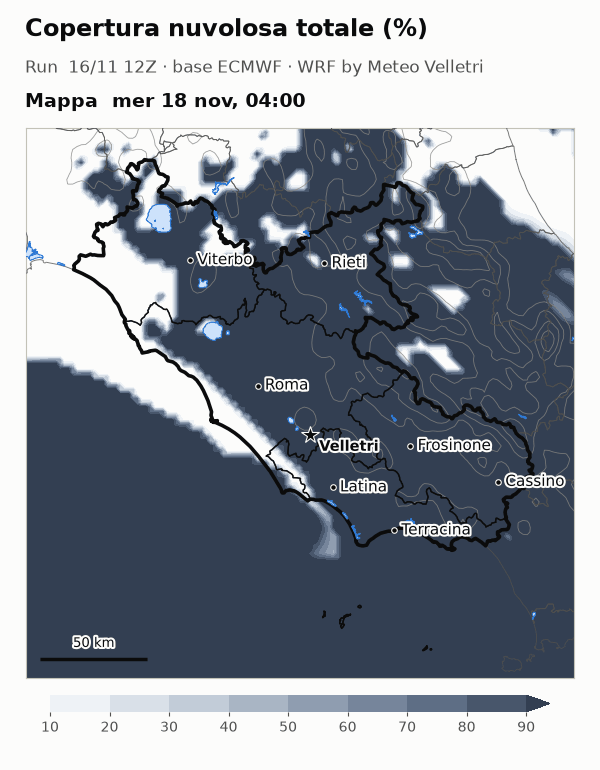 Copertura nuvolosa totale (%)
Run  16/11 12Z · base ECMWF · WRF by Meteo Velletri
Mappa  mer 18 nov, 04:00
Viterbo
Rieti
Roma
Velletri
Frosinone
Cassino
Latina
Terracina
50 km
10 20 30 40 50 60 70 80 90